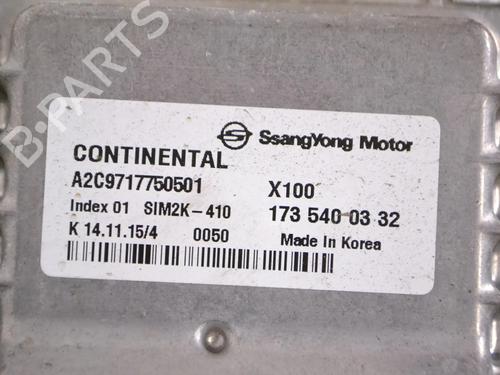 B-PARTS
SsangYong Motor
CONTINENTAL
A2C9717750501 X100
Index 01 SIM2K-410 173 540 03 32
K 14.11.15/4 0050 Made in Korea
B-PARTS